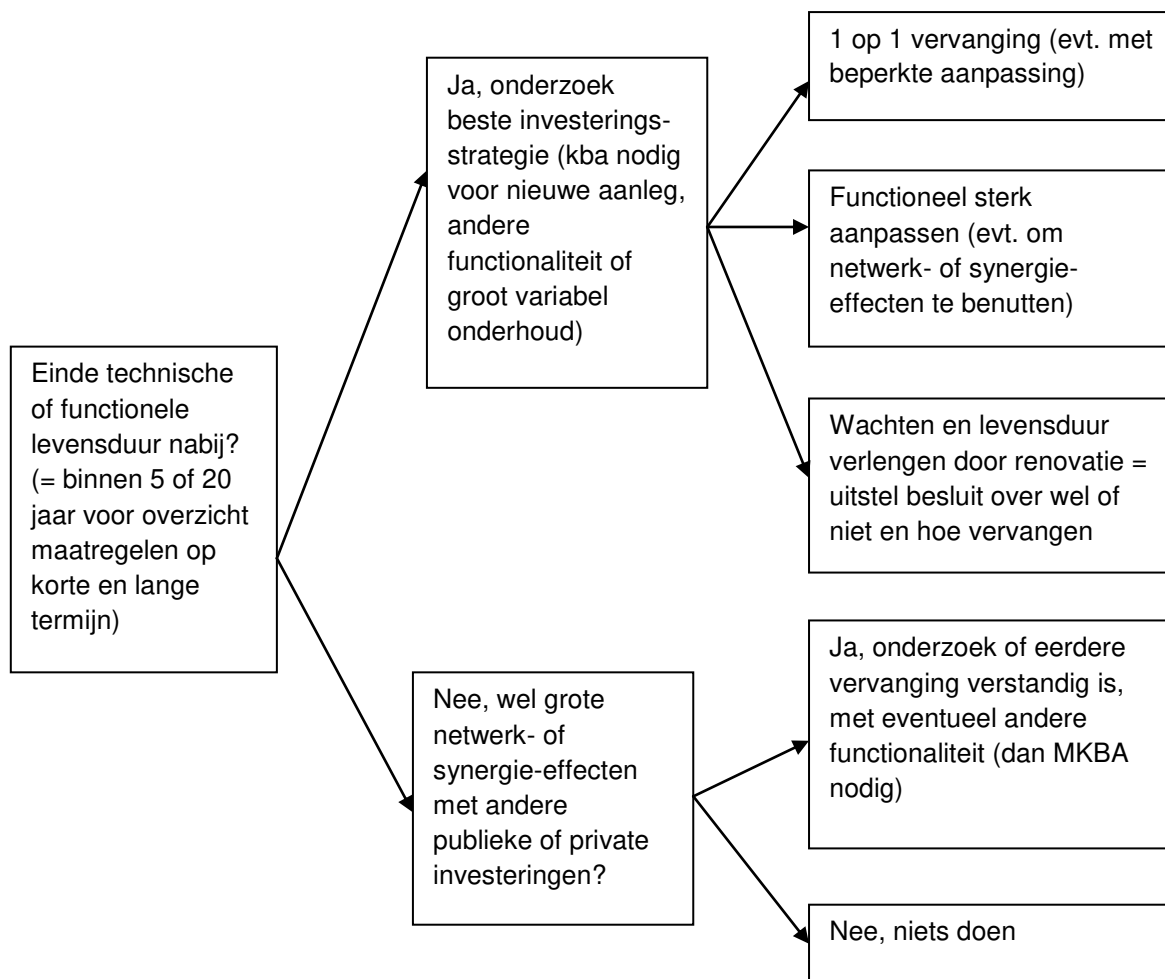 Einde technische
of functionele
levensduur nabij?
(= binnen 5 of 20
jaar voor overzicht
maatregelen op
korte en lange
termijn)
Ja, onderzoek
beste investerings-
strategie (kba nodig
voor nieuwe aanleg,
andere
functionaliteit of
groot variabel
onderhoud)
1 op 1 vervanging (evt. met
beperkte aanpassing)
Functioneel sterk
aanpassen (evt. om
netwerk- of synergie-
effecten te benutten)
Wachten en levensduur
verlengen door renovatie =
uitstel besluit over wel of
niet en hoe vervangen
Nee, wel grote
netwerk- of
synergie-effecten
met andere
publieke of private
investeringen?
Ja, onderzoek of eerdere
vervanging verstandig is,
met eventueel andere
functionaliteit (dan MKBA
nodig)
Nee, niets doen